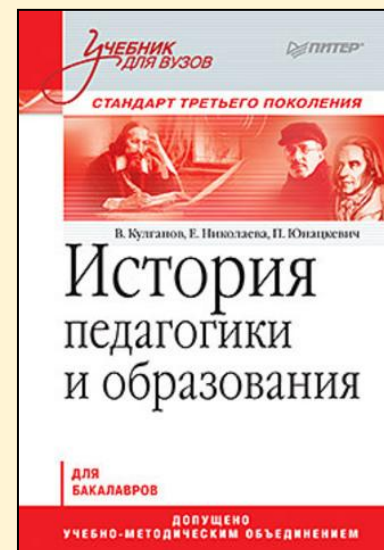 УЧЕБНИК
ДЛЯ ВУЗОВ
ПИТЕР®
СТАНДАРТ ТРЕТЬЕГО ПОКОЛЕНИЯ
В. Кулганов, Е. Николаева, П. Юнацкевич
История
педагогики
и образования
ДЛЯ
БАКАЛАВРОВ
ДОПУЩЕНО
УЧЕБНО-МЕТОДИЧЕСКИМ ОБЪЕДИНЕНИЕМ